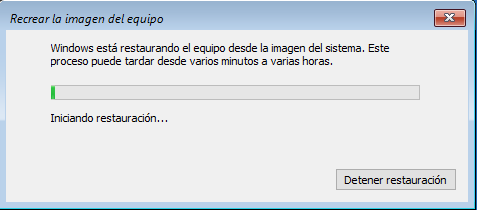 Recrear la imagen del equipo
Windows está restaurando el equipo desde la imagen del sistema. Este
proceso puede tardar desde varios minutos a varias horas.
Iniciando restauración...
Detener restauración